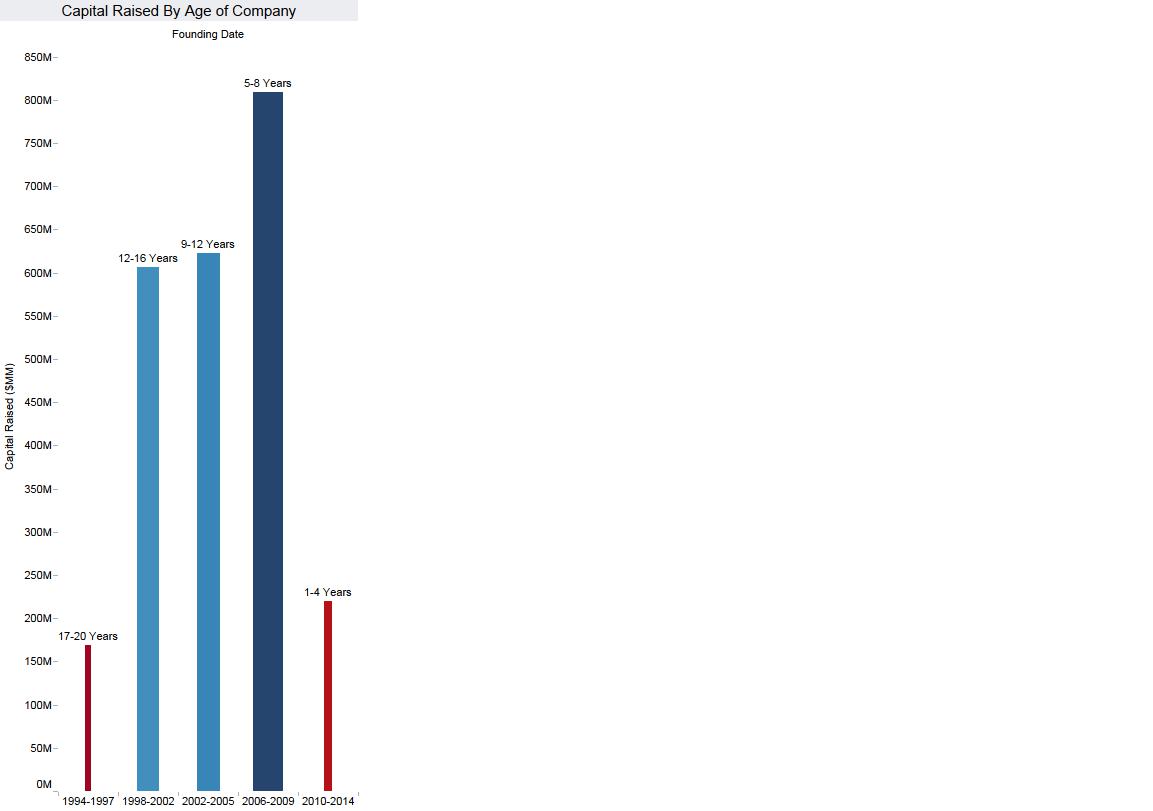 Capital Raised By Age of Company
Founding Date
850M
5-8 Years
800M
750M
700M
650M
9-12 Years
12-16 Years
600M
550M
500M
Capital Raised ($MM)
450M
400M
350M
300M
250M
1-4 Years
200M
17-20 Years
150M
100M
50M
0M
1994-1997 1998-2002 2002-2005 2006-2009 2010-2014